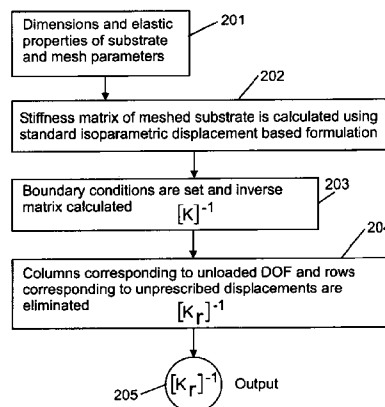 Dimensions and elastic
properties of substrate
and mesh parameters
201
202
Stiffness matrix of meshed substrate is calculated using
standard isoparametric displacement based formulation
203
Boundary conditions are set and inverse
matrix calculated
[K]-1
204
Columns corresponding to unloaded DOF and rows
corresponding to unprescribed displacements are
eliminated
[Kr]-1
205
[Kr]-1
Output